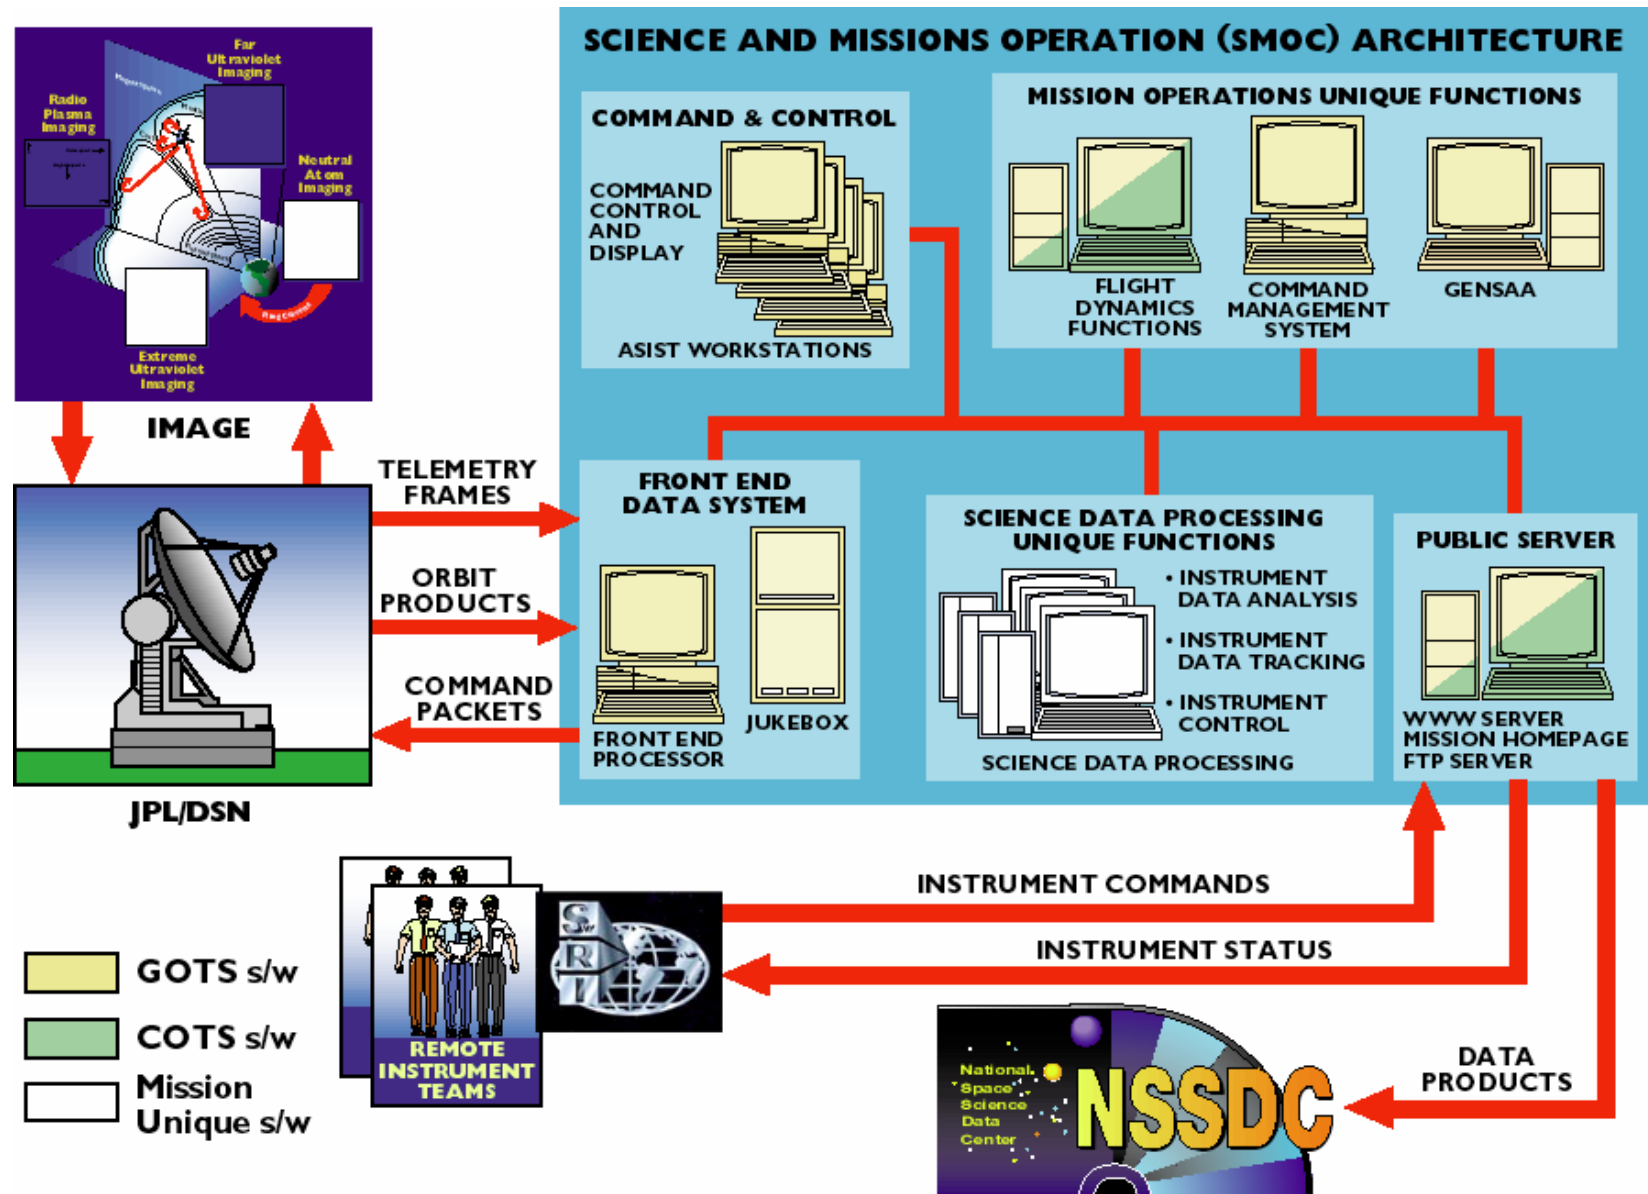 SCIENCE AND MISSIONS OPERATION (SMOC) ARCHITECTURE
Far
Ultraviolet
Imaging
Radio
Plasma
Imaging
Neutral
Atom
Imaging
Extreme
Ultraviolet
Imaging
IMAGE
COMMAND & CONTROL
COMMAND
CONTROL
AND
DISPLAY
ASIST WORKSTATIONS
MISSION OPERATIONS UNIQUE FUNCTIONS
FLIGHT
DYNAMICS
FUNCTIONS
COMMAND
MANAGEMENT
SYSTEM
GENSAA
TELEMETRY
FRAMES
ORBIT
PRODUCTS
COMMAND
PACKETS
JPL/DSN
FRONT END
DATA SYSTEM
FRONT END
PROCESSOR
JUKEBOX
SCIENCE DATA PROCESSING
UNIQUE FUNCTIONS
• INSTRUMENT
DATA ANALYSIS
• INSTRUMENT
DATA TRACKING
• INSTRUMENT
CONTROL
SCIENCE DATA PROCESSING
PUBLIC SERVER
WWW SERVER
MISSION HOMEPAGE
FTP SERVER
INSTRUMENT COMMANDS
INSTRUMENT STATUS
DATA
PRODUCTS
GOTS s/w
COTS s/w
Mission
Unique s/w
REMOTE
INSTRUMENT
TEAMS
SwRI
National
Space
Science
Data
Center
NSSDC